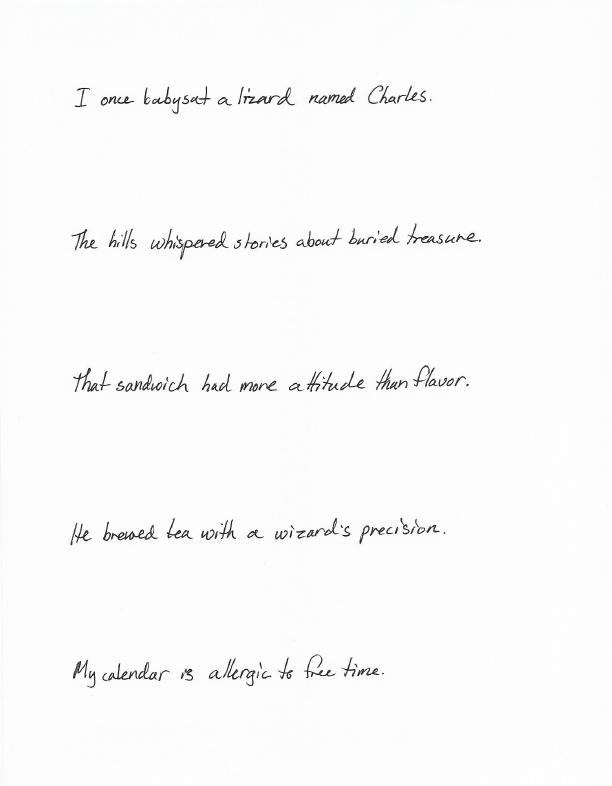 I once babysat a lizard named Charles.
The hills whispered stories about buried treasure.
That sandwich had more attitude than flavor.
He brewed tea with a wizard's precision.
My calendar is allergic to free time.